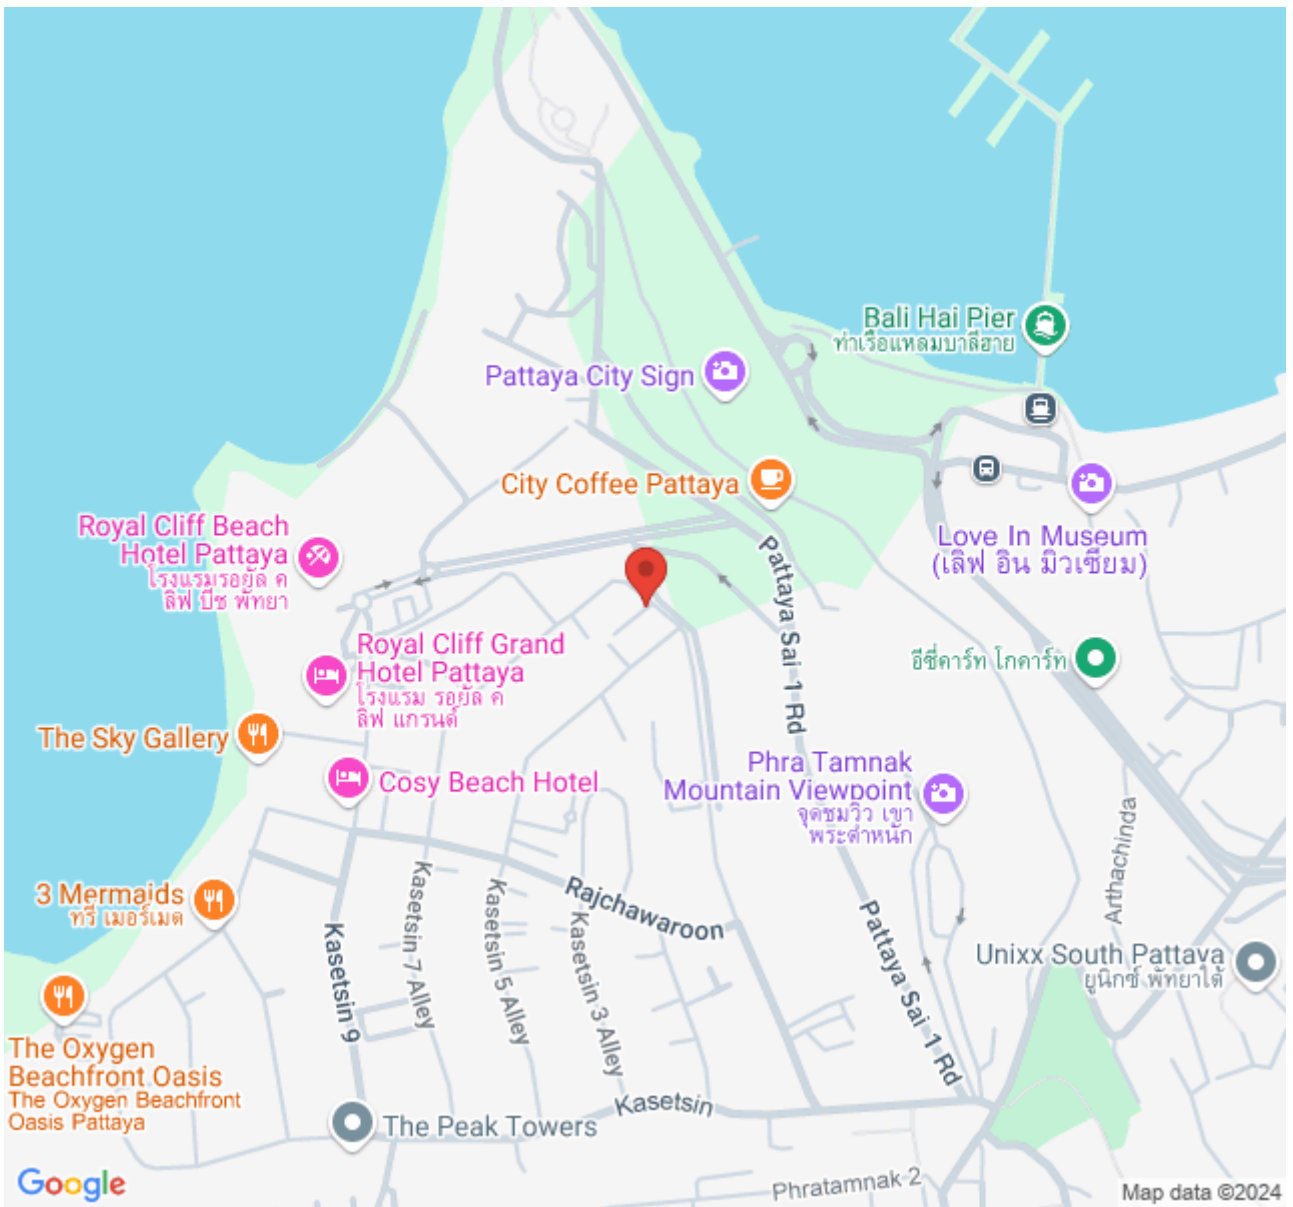 Bali Hai Pier
ท่าเรือแหลมบาลีฮาย
Pattaya City Sign
City Coffee Pattaya
Love In Museum
(เลิฟ อิน มิวเซียม)
Royal Cliff Beach
Hotel Pattaya
โรงแรมรอยัล ค
ลิฟ บีช พัทยา
Pattaya Sai 1 Rd
Royal Cliff Grand
Hotel Pattaya
โรงแรม รอยัล ค
ลิฟ แกรนด์
อีซี่คาร์ท โกคาร์ท
The Sky Gallery
Cosy Beach Hotel
Phra Tamnak
Mountain Viewpoint
จุดชมวิว เขา
พระตำหนัก
Arthachinda
3 Mermaids
ทรี เมอร์เมด
Rajchawaroon
Kasetsin 9
Kasetsin 7 Alley
Kasetsin 5 Alley
Kasetsin 3 Alley
Pattaya Sai 1 Rd
Unixx South Pattaya
ยูนิกซ์ พัทยาใต้
The Oxygen
Beachfront Oasis
The Oxygen Beachfront
Oasis Pattaya
Kasetsin
The Peak Towers
Phratamnak 2
Google
Map data ©2024